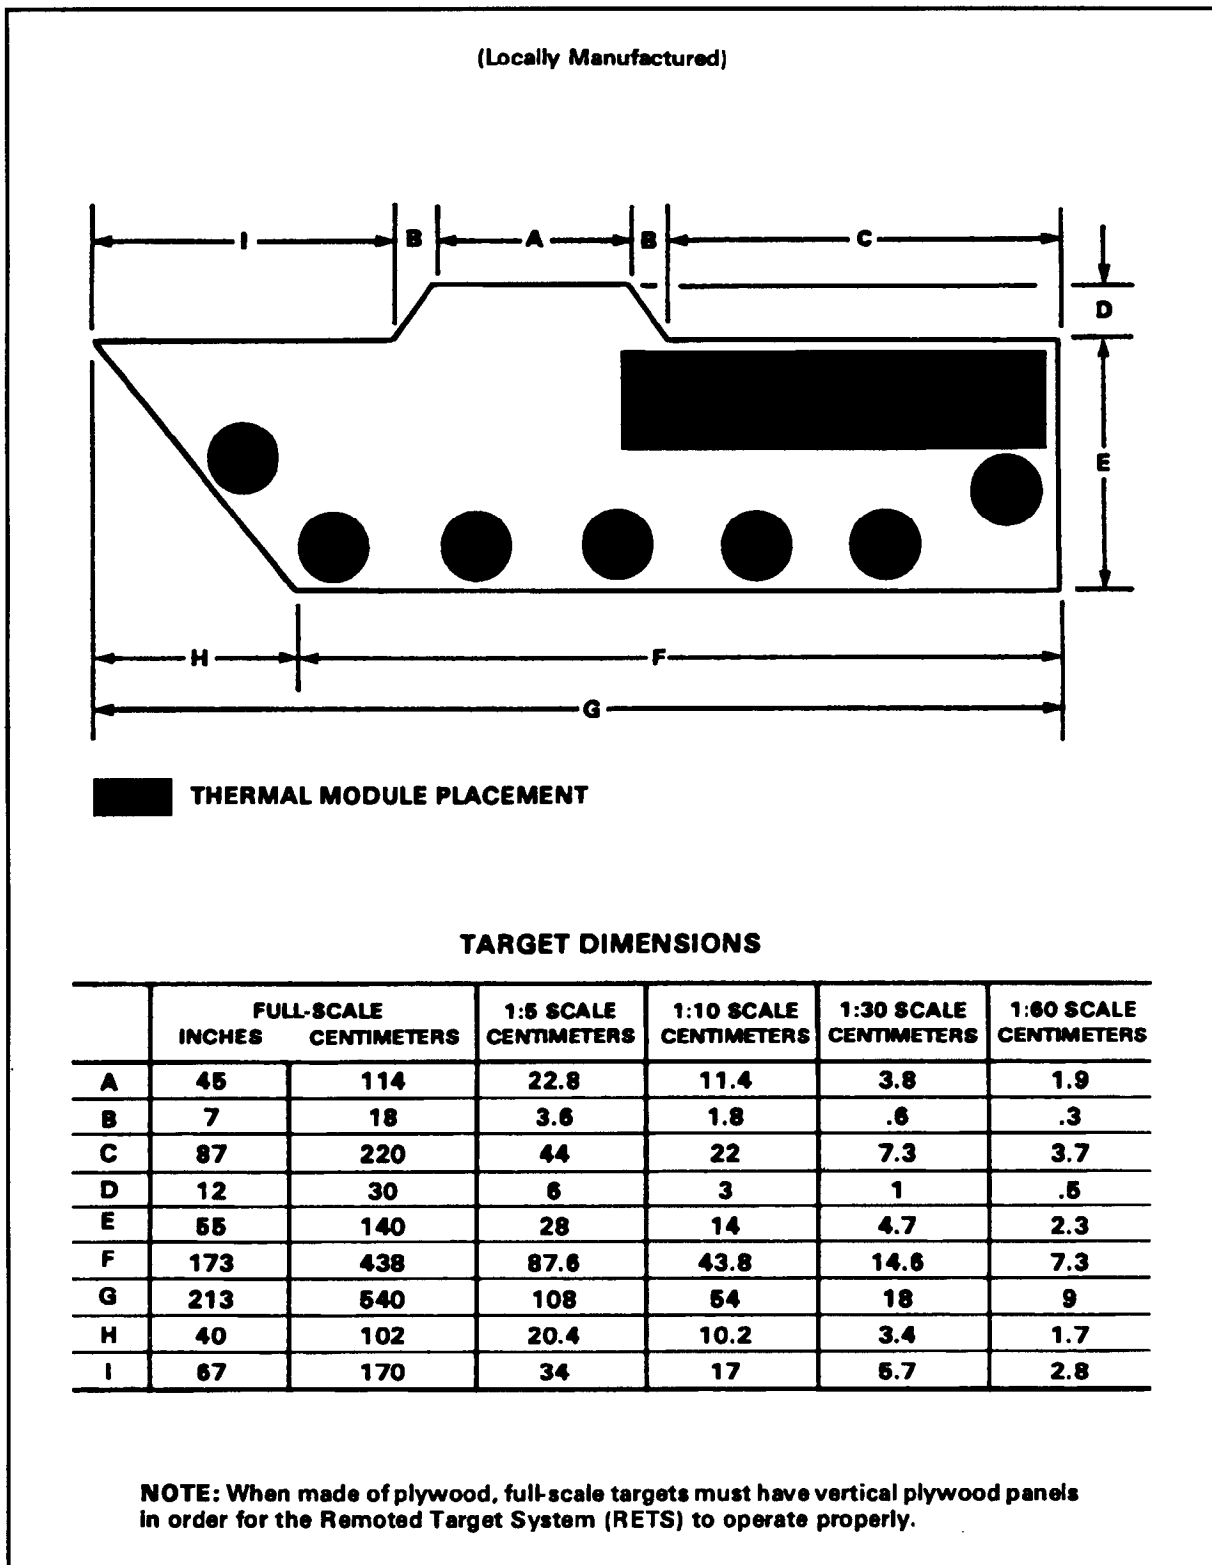 (Locally Manufactured)
I B A B C
D
E
H F
G
THERMAL MODULE PLACEMENT
TARGET DIMENSIONS
FULL-SCALE 1:5 SCALE 1:10 SCALE 1:30 SCALE 1:60 SCALE
INCHES CENTIMETERS CENTIMETERS CENTIMETERS CENTIMETERS CENTIMETERS
A 45 114 22.8 11.4 3.8 1.9
B 7 18 3.6 1.8 .6 .3
C 87 220 44 22 7.3 3.7
D 12 30 6 3 1 .5
E 55 140 28 14 4.7 2.3
F 173 438 87.6 43.8 14.6 7.3
G 213 540 108 54 18 9
H 40 102 20.4 10.2 3.4 1.7
I 67 170 34 17 5.7 2.8
NOTE: When made of plywood, full-scale targets must have vertical plywood panels
in order for the Remoted Target System (RETS) to operate properly.